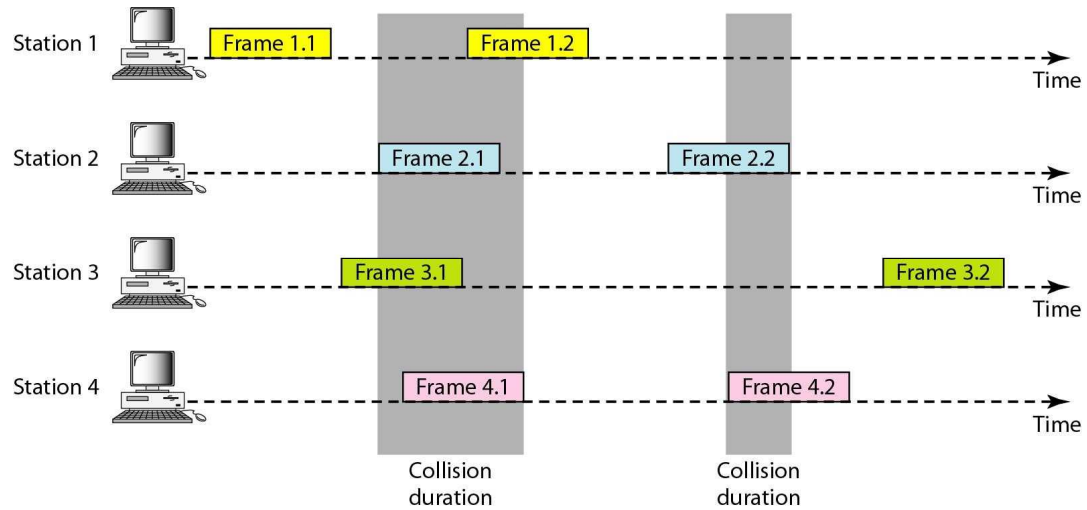 Station 1
Frame 1.1
Frame 1.2
Time
Station 2
Frame 2.1
Frame 2.2
Time
Station 3
Frame 3.1
Frame 3.2
Time
Station 4
Frame 4.1
Frame 4.2
Time
Collision
duration
Collision
duration